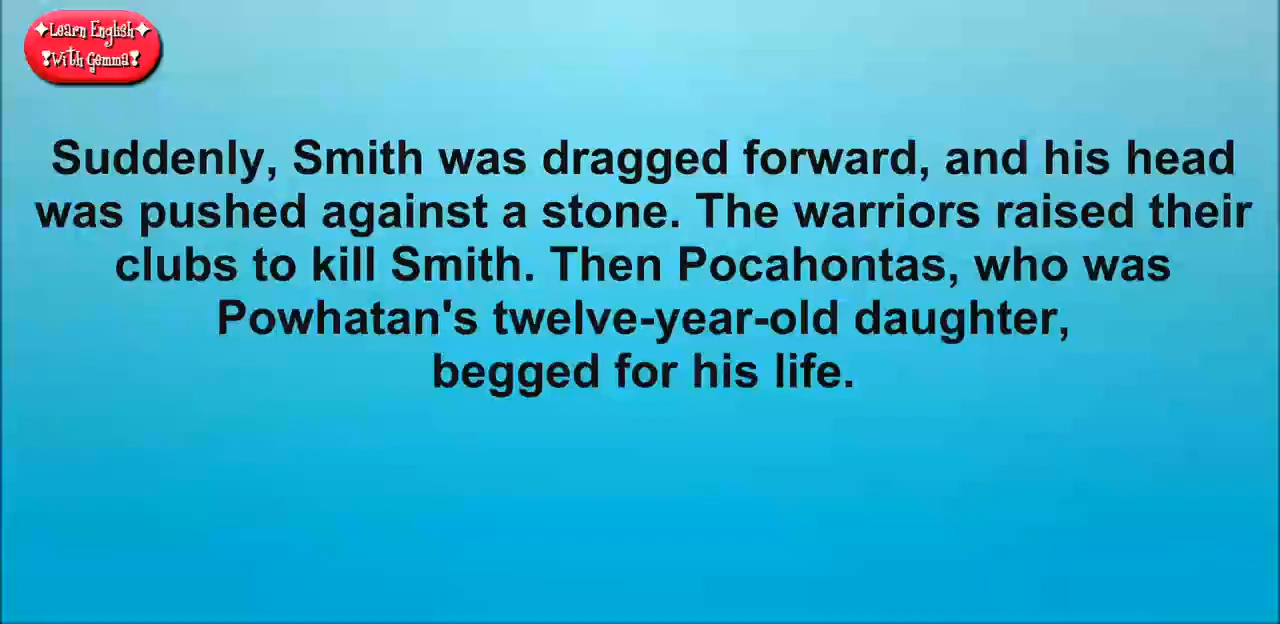 Learn English
With Gemma
Suddenly, Smith was dragged forward, and his head
was pushed against a stone. The warriors raised their
clubs to kill Smith. Then Pocahontas, who was
Powhatan's twelve-year-old daughter,
begged for his life.